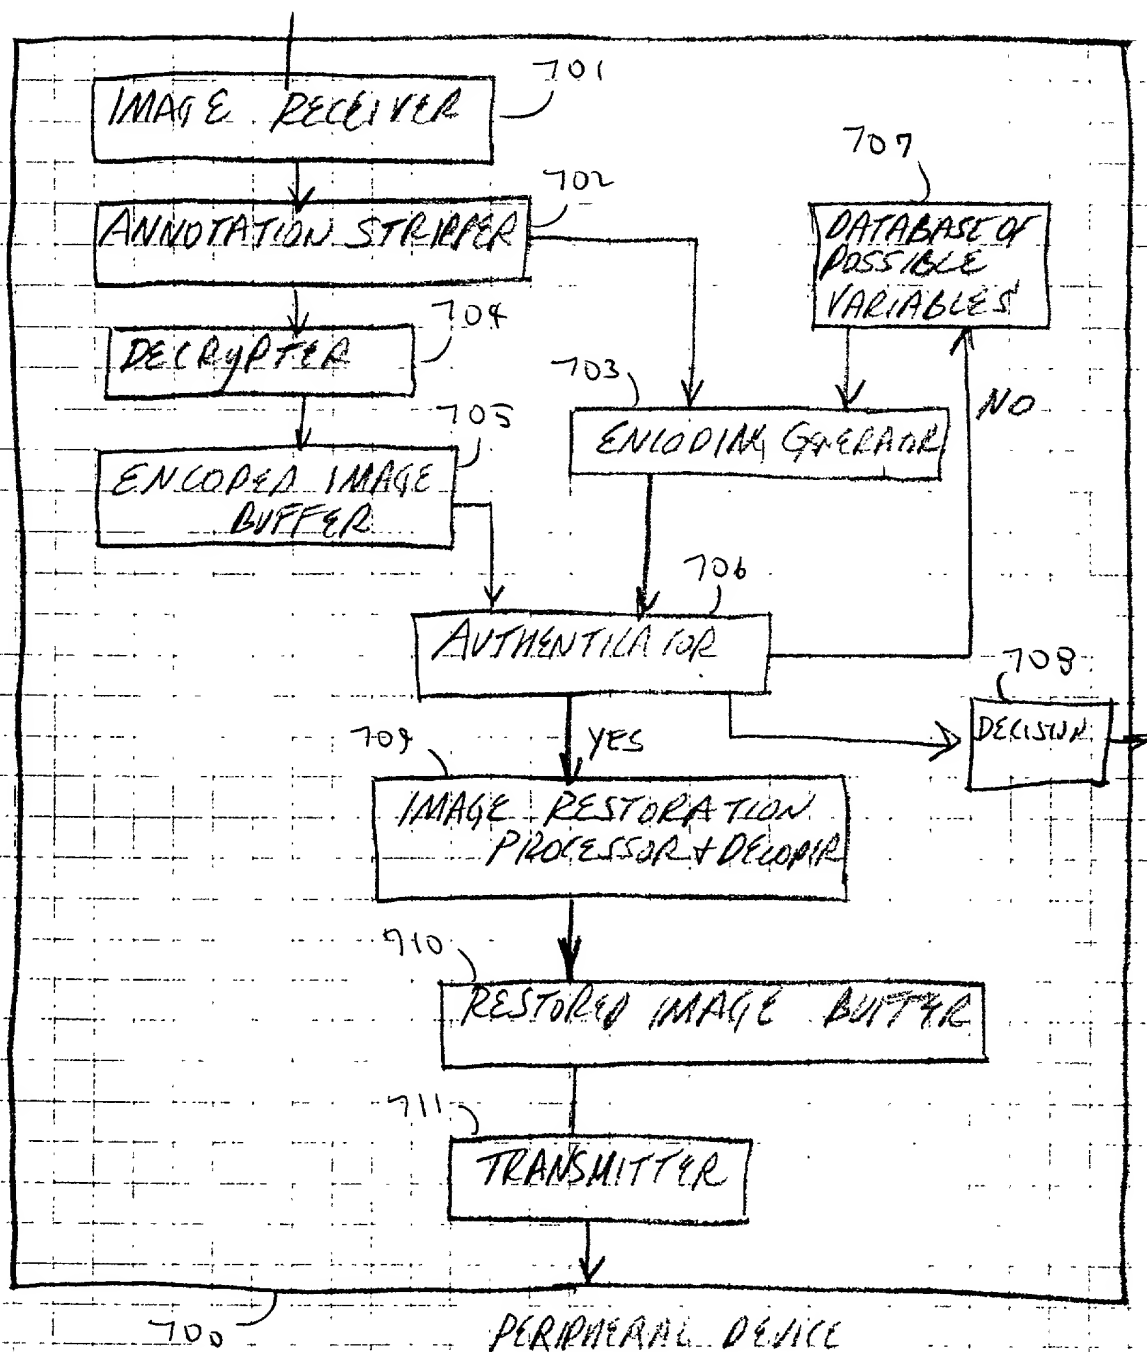 701
IMAGE RECEIVER
707
702
ANNOTATION STRIPPER
DATABASE OF
POSSIBLE
VARIABLES
704
DECRYPTER
703
NO
705
ENCODING GENERATOR
ENCODED IMAGE
BUFFER
706
AUTHENTICATOR
708
DECISION
709
YES
IMAGE RESTORATION
PROCESSOR + DECODER
710
RESTORED IMAGE BUFFER
711
TRANSMITTER
700
PERIPHERAL DEVICE